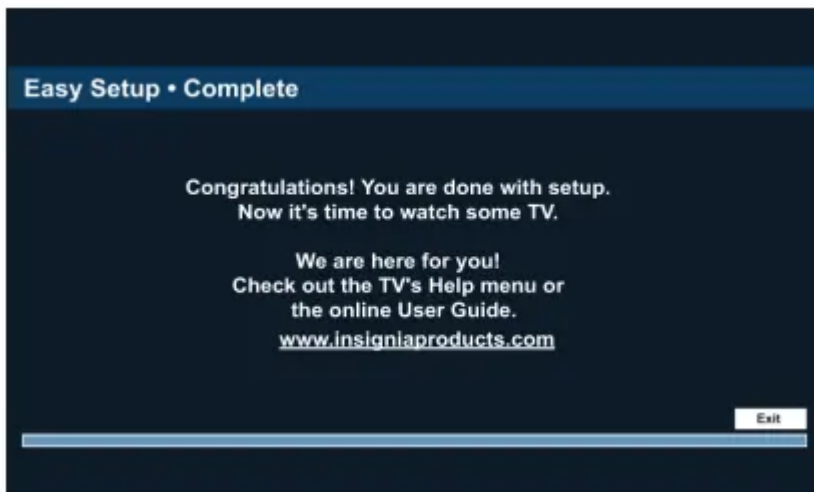 Easy Setup • Complete
Congratulations! You are done with setup.
Now it's time to watch some TV.
We are here for you!
Check out the TV's Help menu or
the online User Guide.
www.insigniaproducts.com
Exit